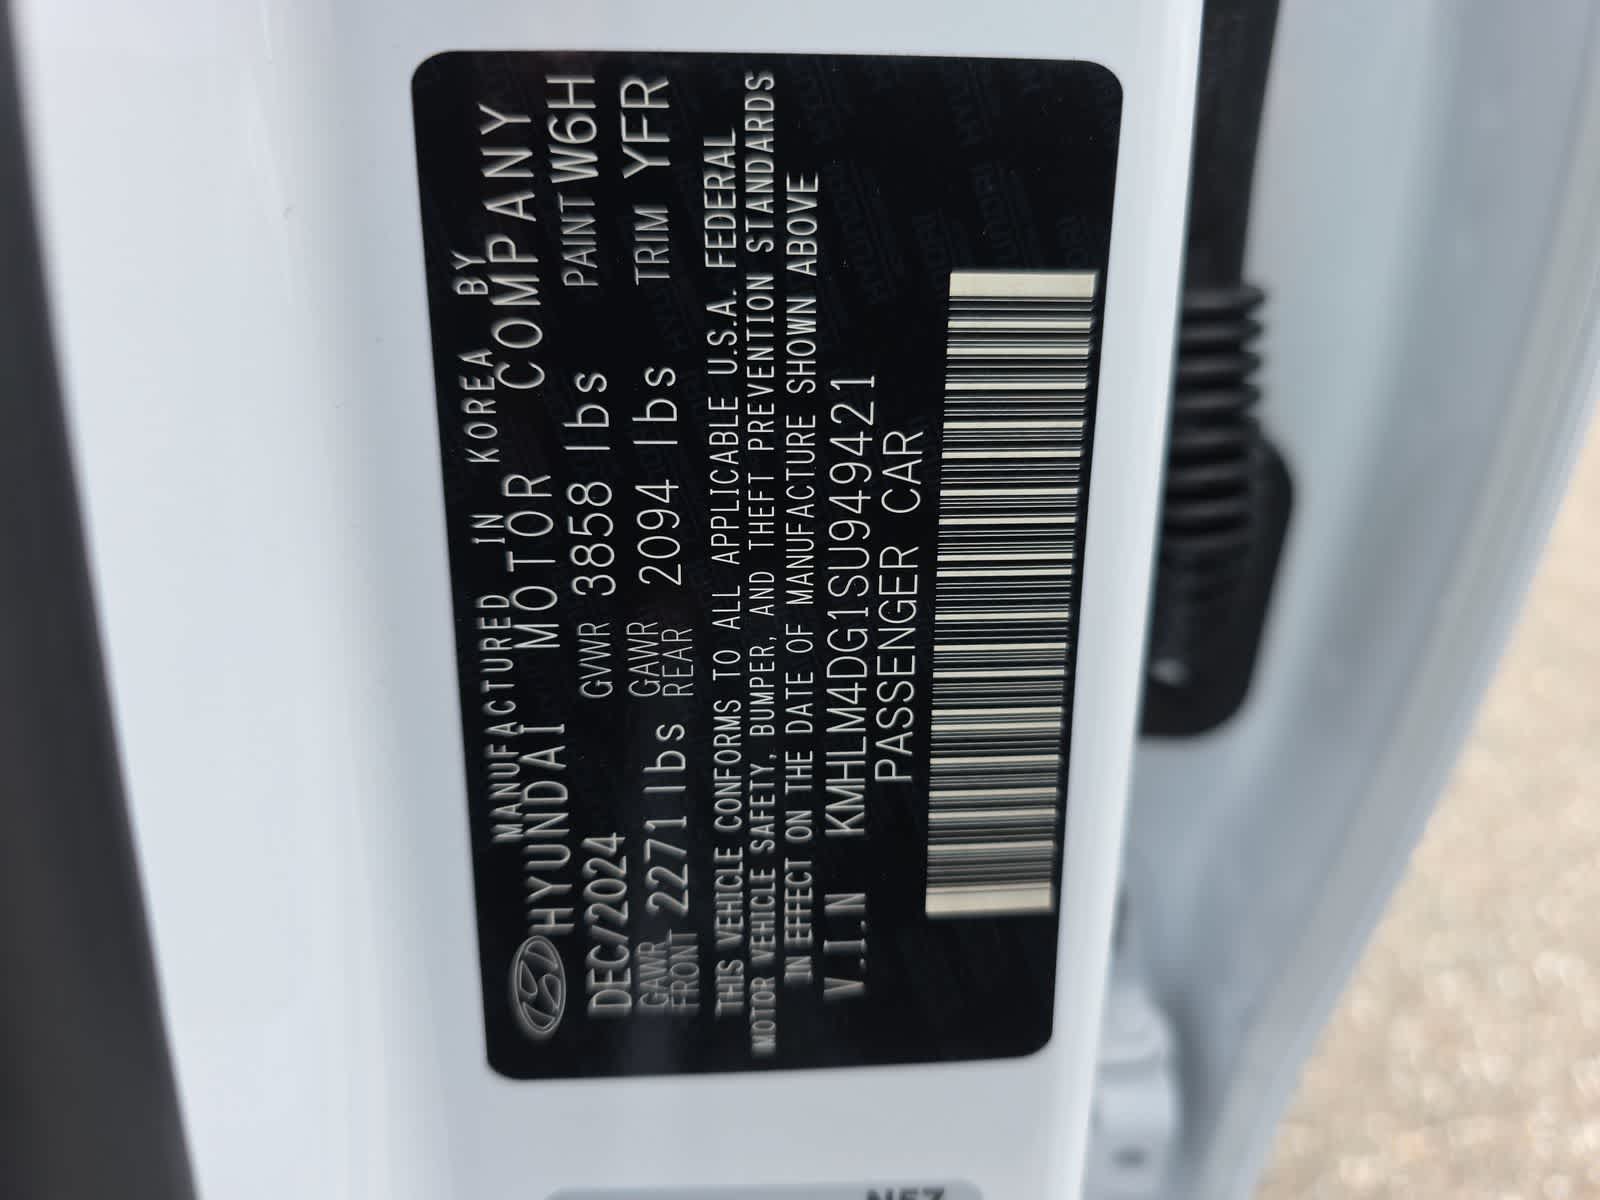 MANUFACTURED IN KOREA BY
HYUNDAI MOTOR COMPANY
DEC/2024 GVWR 3858 lbs PAINT W6H
GAWR FRONT 2271 lbs GAWR REAR 2094 lbs TRIM YFR
THIS VEHICLE CONFORMS TO ALL APPLICABLE U.S.A. FEDERAL
MOTOR VEHICLE SAFETY, BUMPER, AND THEFT PREVENTION STANDARDS
IN EFFECT ON THE DATE OF MANUFACTURE SHOWN ABOVE
V.I.N KMHLM4DG1SU949421
PASSENGER CAR